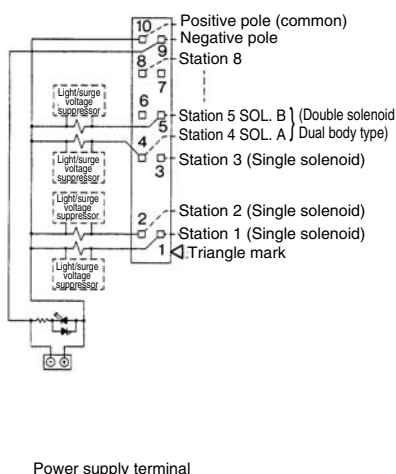 10
Positive pole (common)
Negative pole
9
8
Station 8
7
Light/surge
voltage
suppressor
6
Station 5 SOL. B
(Double solenoid
5
Station 4 SOL. A
Dual body type)
4
Light/surge
voltage
suppressor
Station 3 (Single solenoid)
3
Light/surge
voltage
suppressor
2
Station 2 (Single solenoid)
Station 1 (Single solenoid)
1
Triangle mark
Light/surge
voltage
suppressor
⊖ ⊕
Power supply terminal